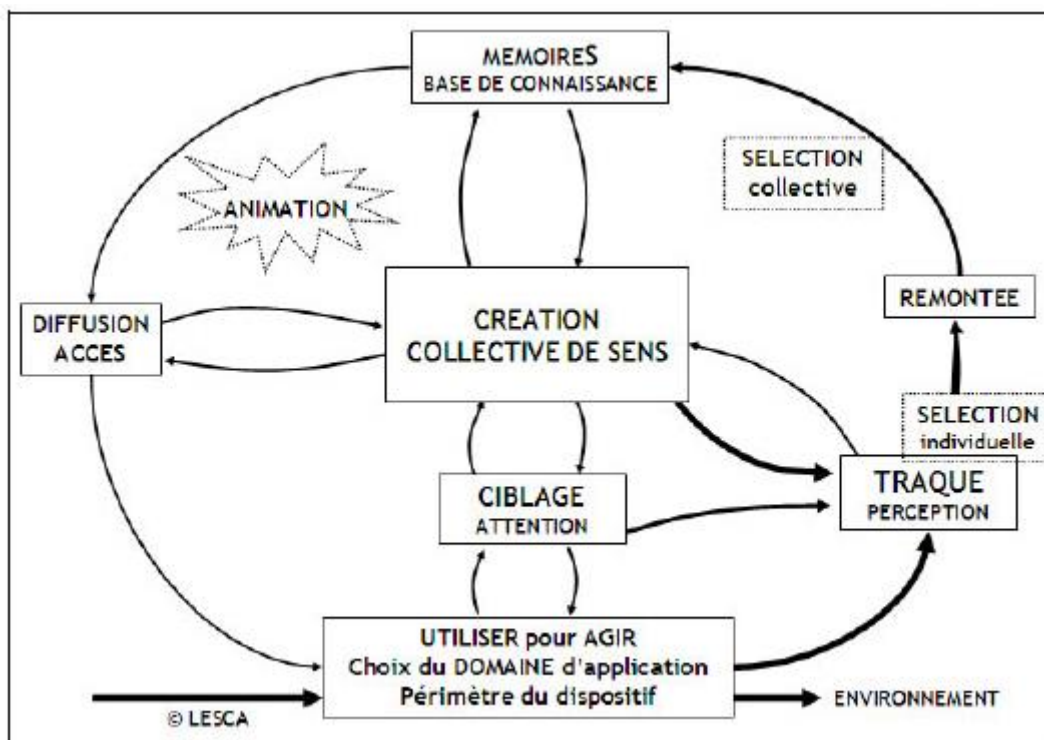 MEMOIRES
BASE DE CONNAISSANCE
SELECTION
collective
ANIMATION
REMONTEE
DIFFUSION
ACCES
CREATION
COLLECTIVE DE SENS
SELECTION
individuelle
TRAQUE
PERCEPTION
CIBLAGE
ATTENTION
UTILISER pour AGIR
Choix du DOMAINE d'application
Périmètre du dispositif
ENVIRONNEMENT
© LESCA